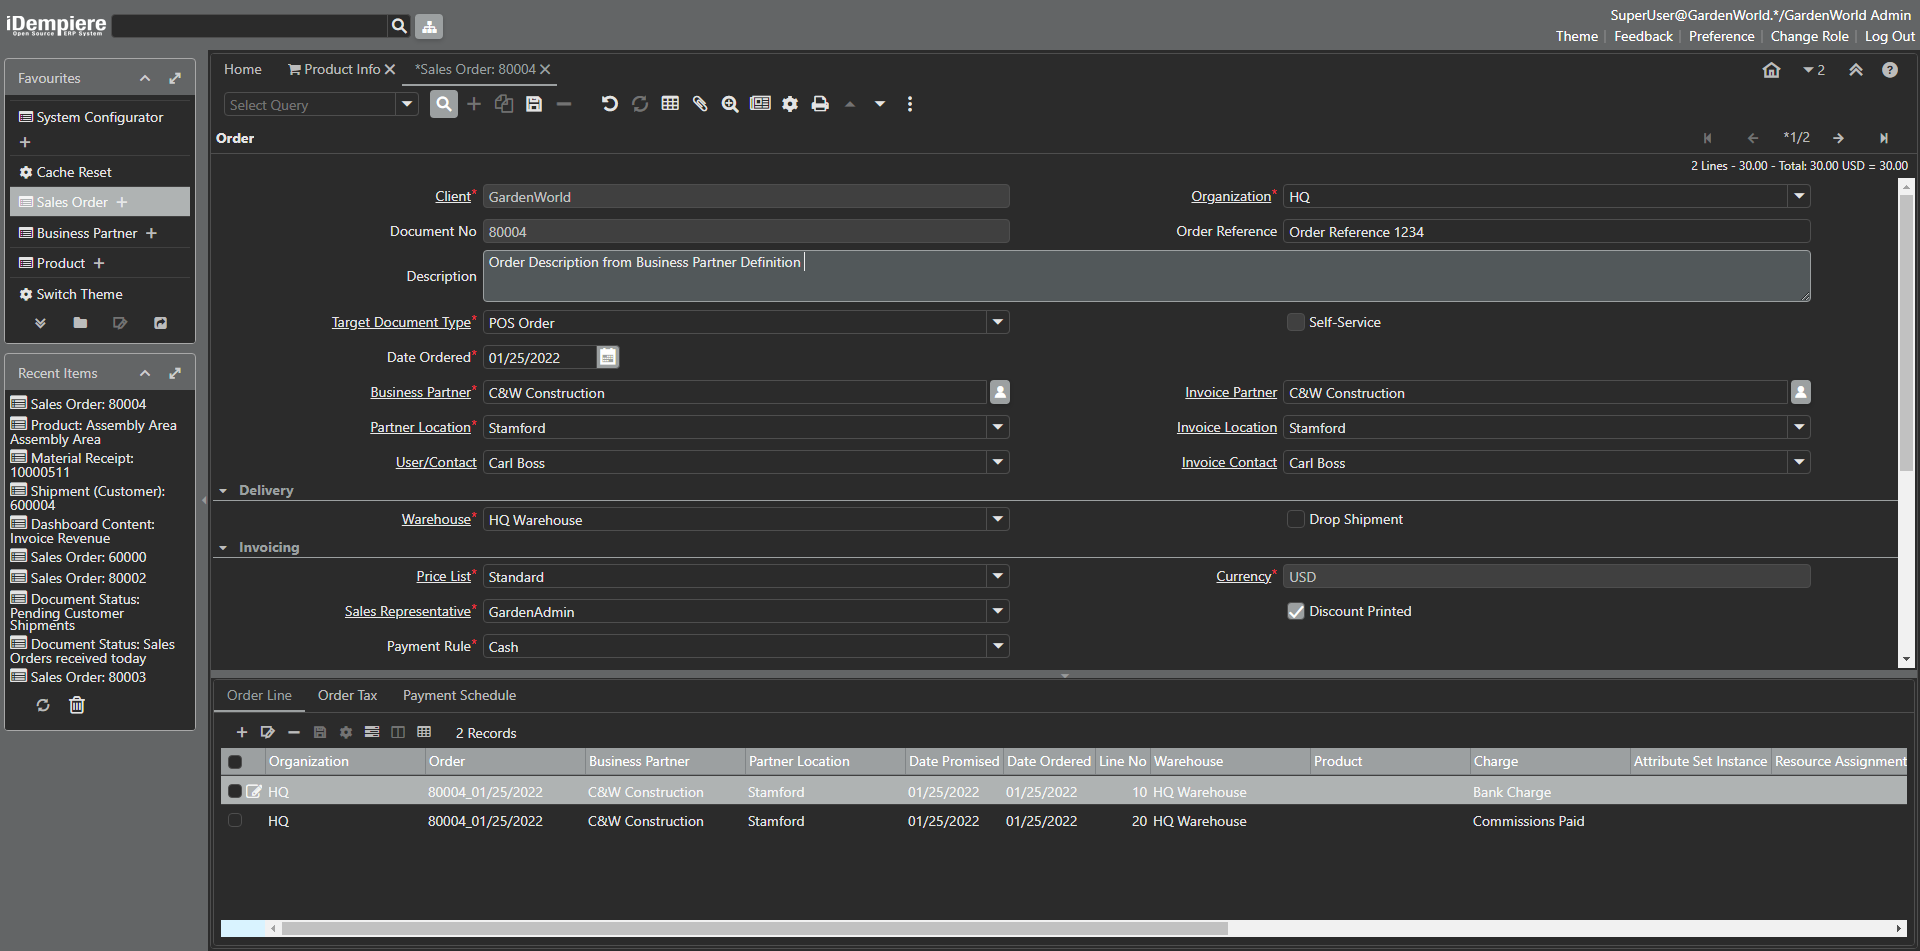 iDempiere
Open Source ERP System
SuperUser@GardenWorld.*/GardenWorld Admin
Theme Feedback Preference Change Role Log Out
Favourites
System Configurator
Cache Reset
Sales Order
Business Partner
Product
Switch Theme
Recent Items
Sales Order: 80004
Product: Assembly Area
Assembly Area
Material Receipt:
10000511
Shipment (Customer):
600004
Dashboard Content:
Invoice Revenue
Sales Order: 60000
Sales Order: 80002
Document Status:
Pending Customer
Shipments
Document Status: Sales
Orders received today
Sales Order: 80003
Home Product Info *Sales Order: 80004
2
Select Query
Order
*1/2
2 Lines - 30.00 - Total: 30.00 USD = 30.00
Client* GardenWorld Organization* HQ
Document No 80004 Order Reference Order Reference 1234
Description Order Description from Business Partner Definition
Target Document Type* POS Order Self-Service
Date Ordered* 01/25/2022
Business Partner* C&W Construction Invoice Partner C&W Construction
Partner Location* Stamford Invoice Location Stamford
User/Contact Carl Boss Invoice Contact Carl Boss
Delivery
Warehouse* HQ Warehouse Drop Shipment
Invoicing
Price List* Standard Currency* USD
Sales Representative* GardenAdmin Discount Printed
Payment Rule* Cash
Order Line Order Tax Payment Schedule
2 Records
Organization Order Business Partner Partner Location Date Promised Date Ordered Line No Warehouse Product Charge Attribute Set Instance Resource Assignment
HQ 80004_01/25/2022 C&W Construction Stamford 01/25/2022 01/25/2022 10 HQ Warehouse Bank Charge
HQ 80004_01/25/2022 C&W Construction Stamford 01/25/2022 01/25/2022 20 HQ Warehouse Commissions Paid